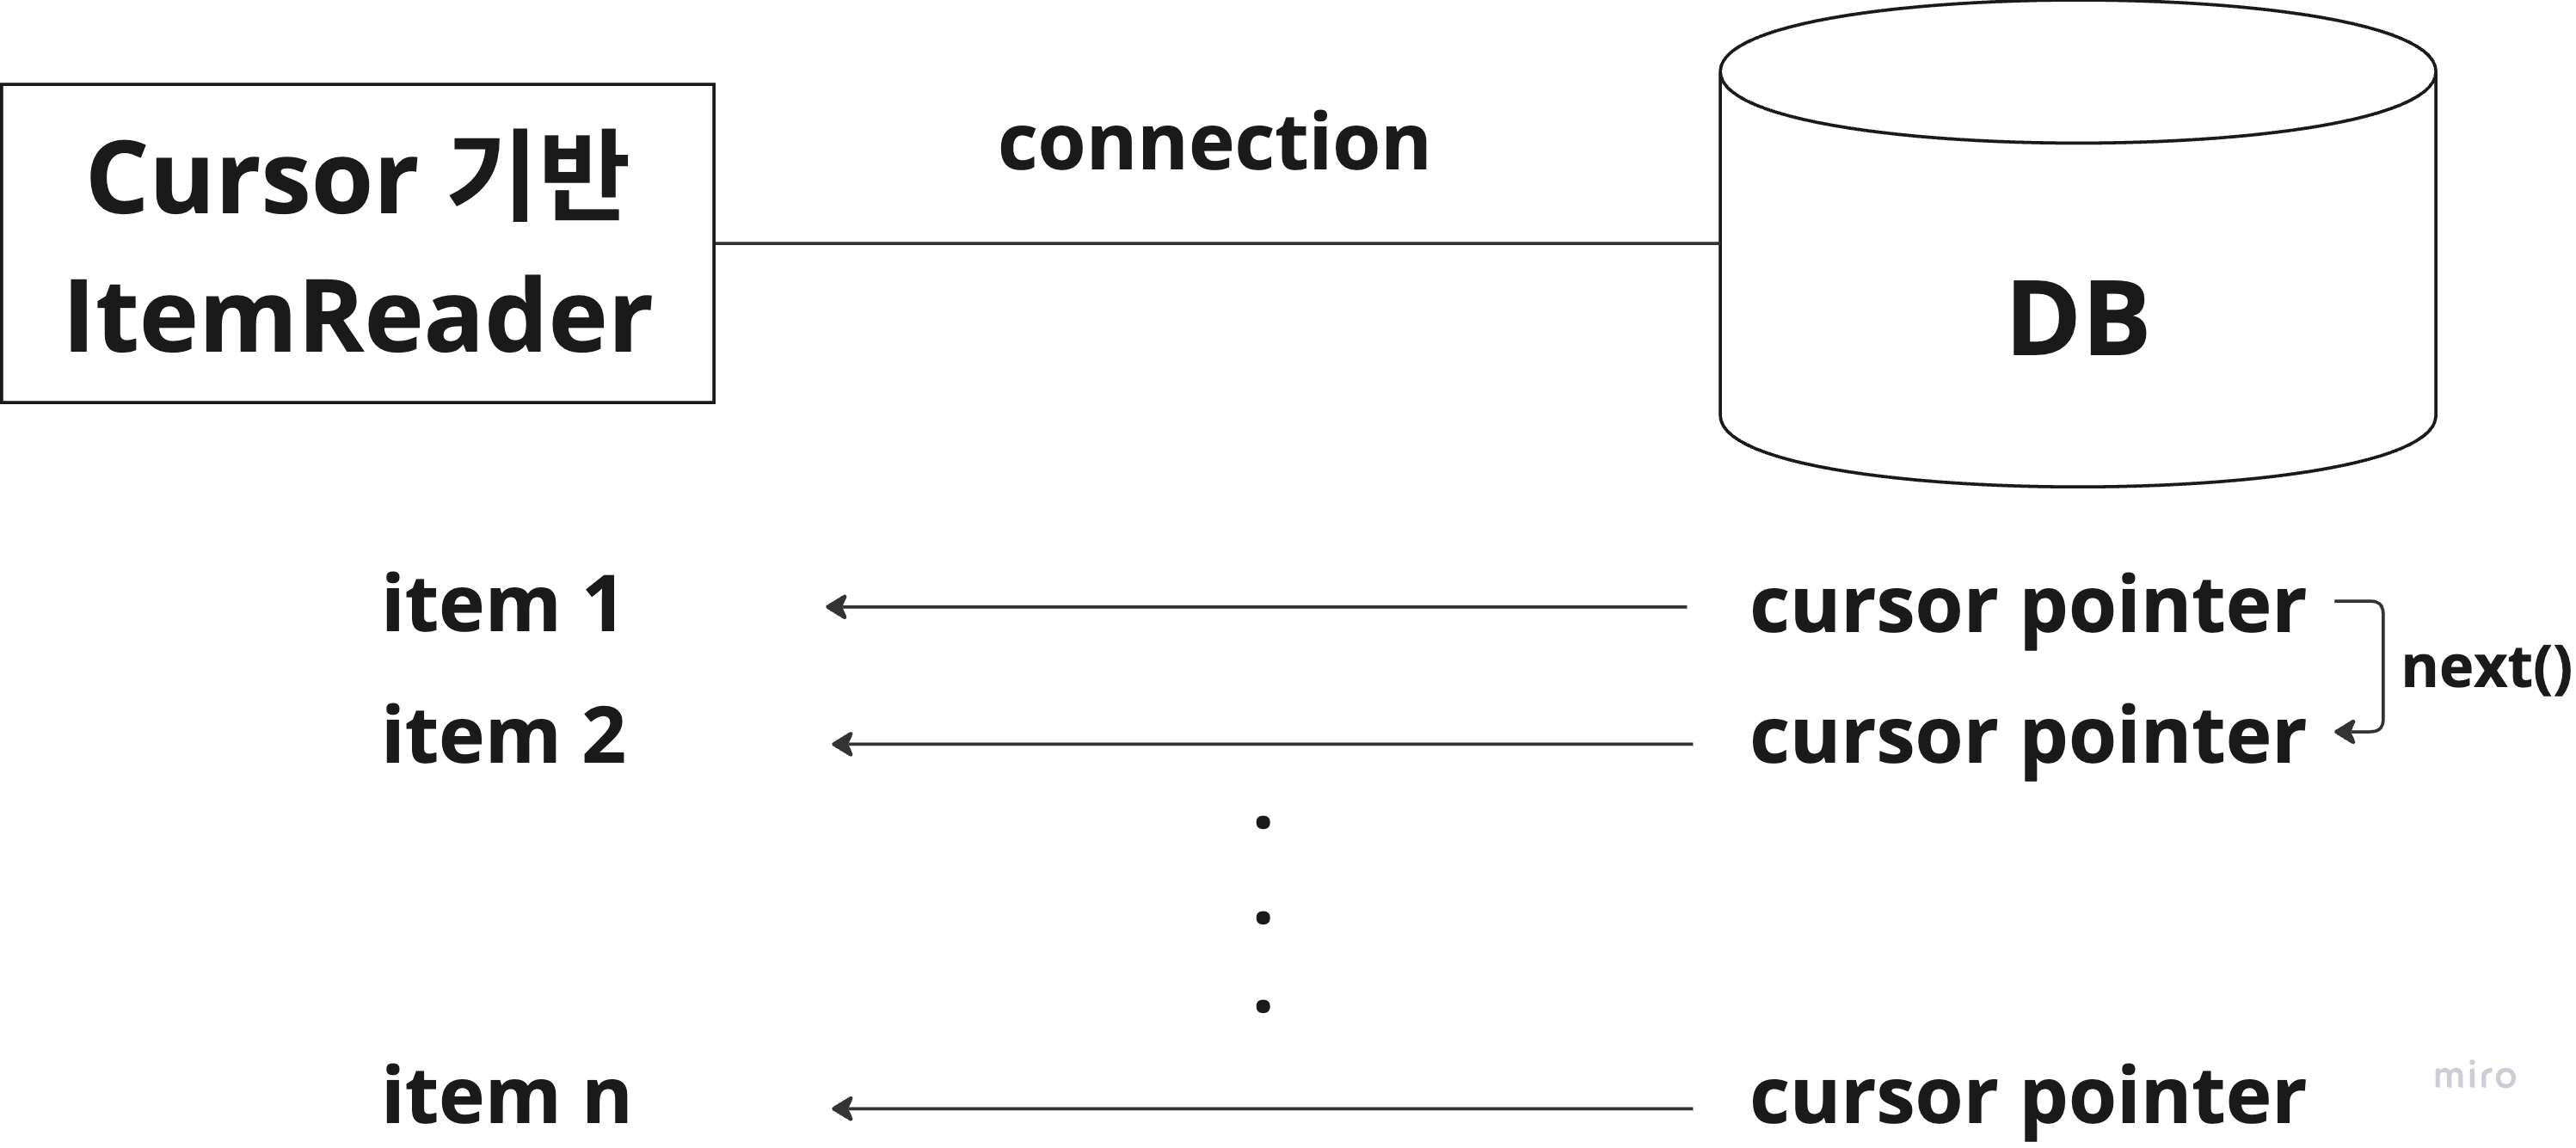 Cursor 기반
ItemReader
connection
DB
item 1
cursor pointer
next()
item 2
cursor pointer
item n
cursor pointer
miro